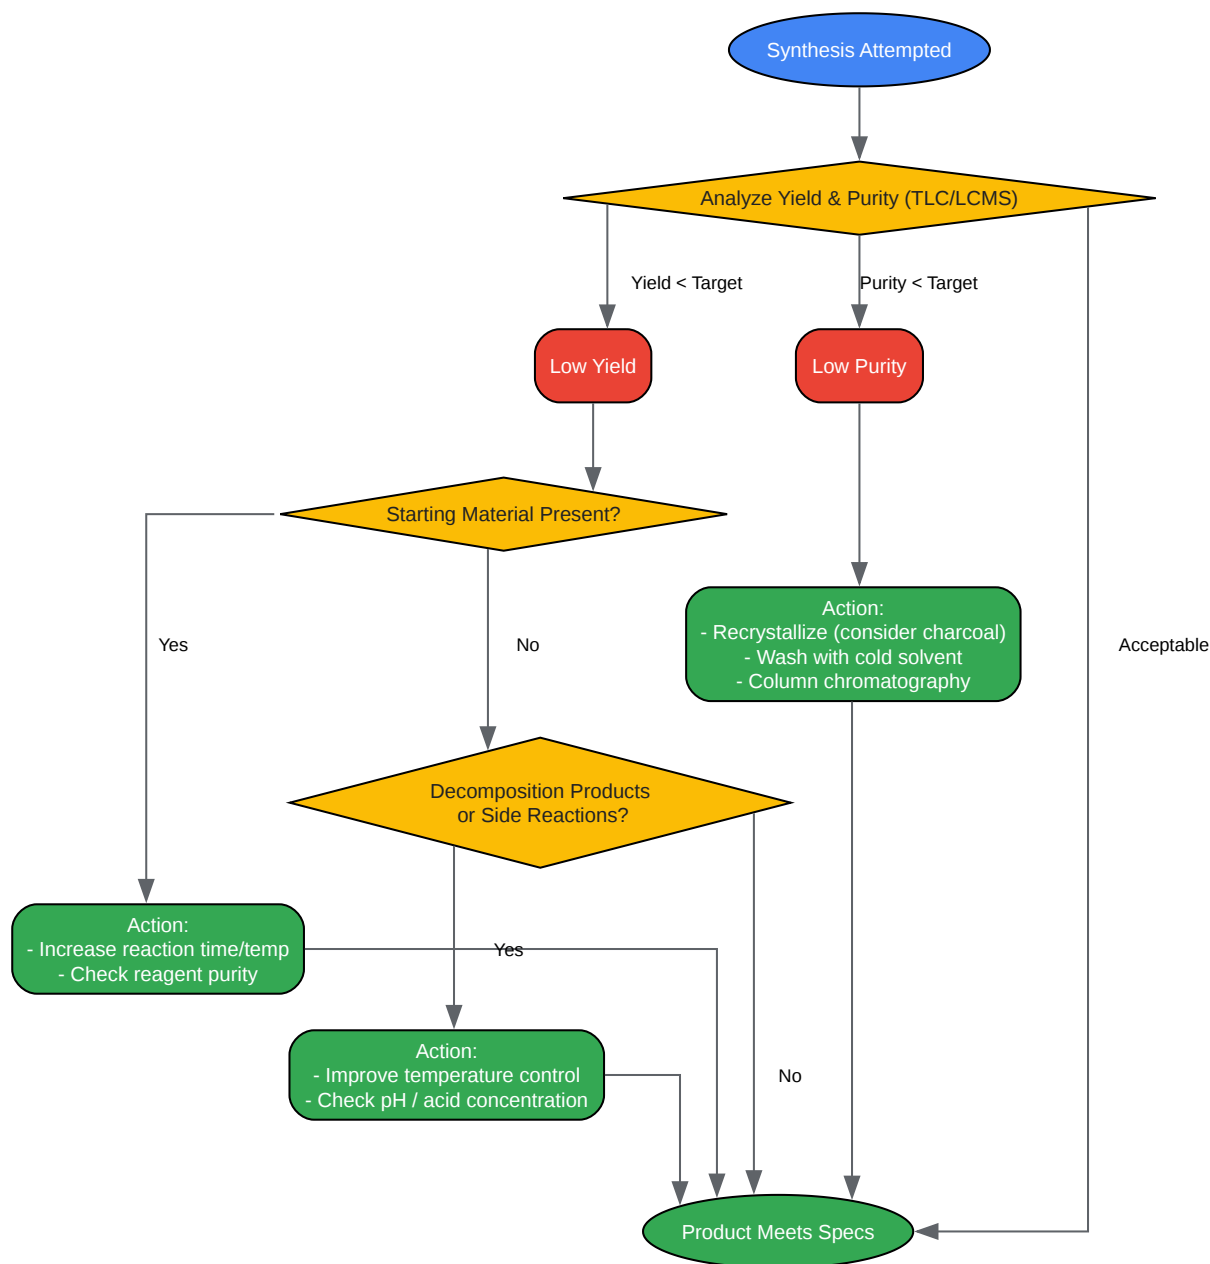 Synthesis Attempted
Analyze Yield & Purity (TLC/LCMS)
Yield < Target
Purity < Target
Low Yield
Low Purity
Starting Material Present?
Action:
- Recrystallize (consider charcoal)
- Wash with cold solvent
- Column chromatography
Yes
No
Acceptable
Decomposition Products
or Side Reactions?
Action:
- Increase reaction time/temp
- Check reagent purity
Yes
Action:
- Improve temperature control
- Check pH / acid concentration
No
Product Meets Specs